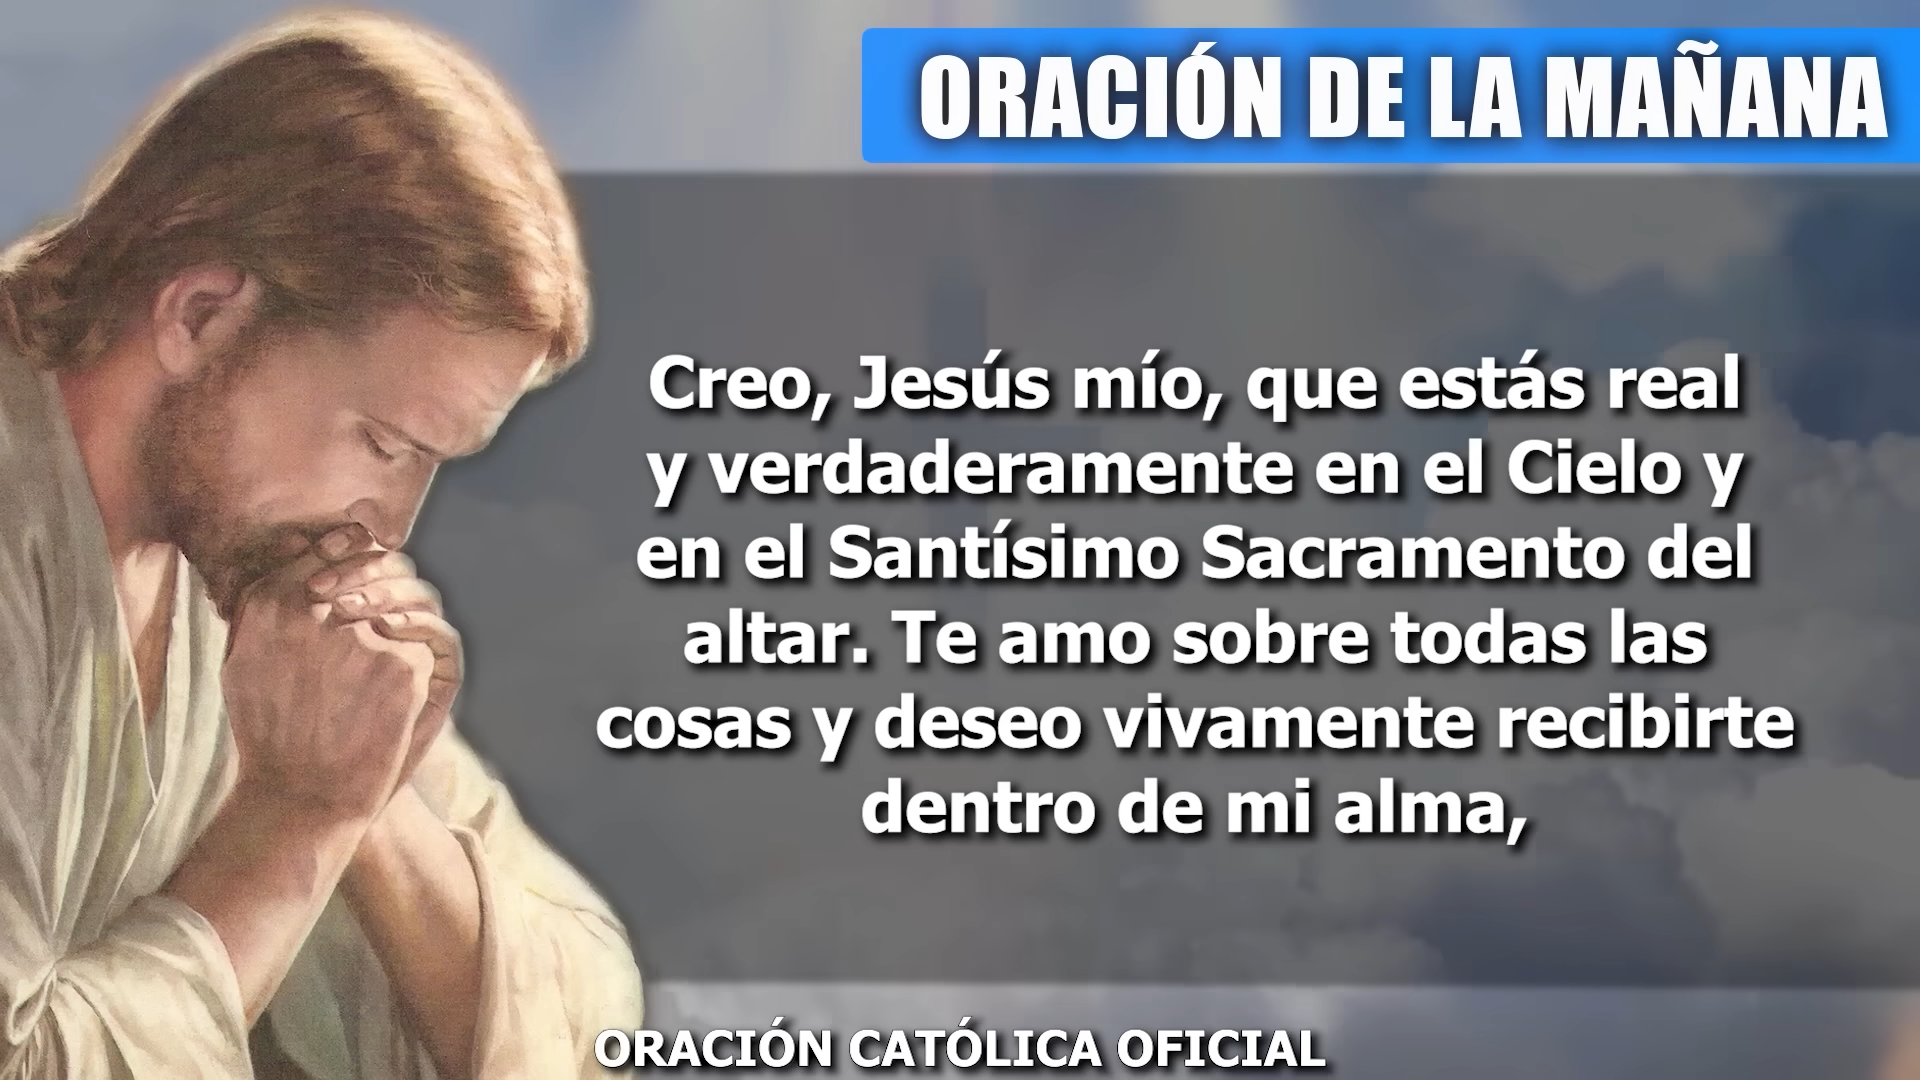 ORACIÓN DE LA MAÑANA
Creo, Jesús mío, que estás real
y verdaderamente en el Cielo y
en el Santísimo Sacramento del
altar. Te amo sobre todas las
cosas y deseo vivamente recibirte
dentro de mi alma,
ORACIÓN CATÓLICA OFICIAL